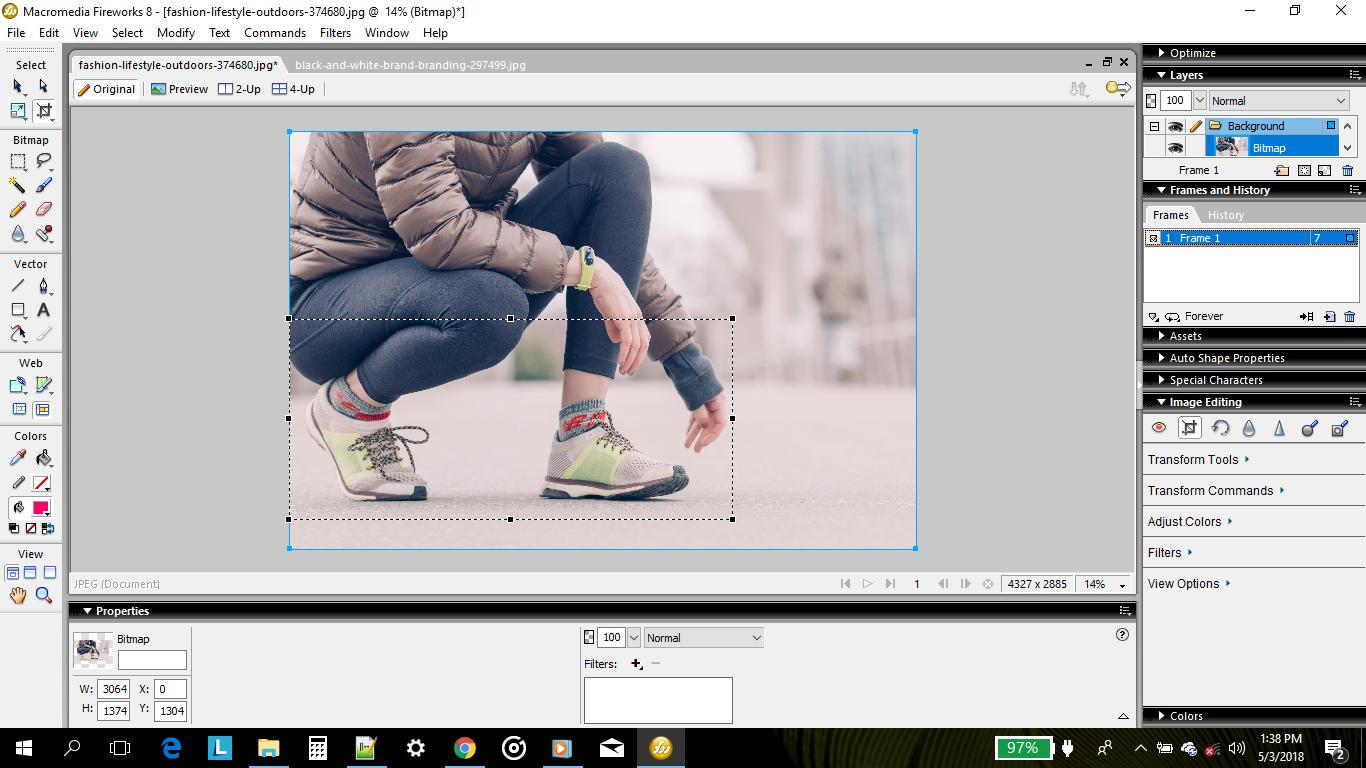 Macromedia Fireworks 8 - [fashion-lifestyle-outdoors-374680.jpg @ 14% (Bitmap)*]
File Edit View Select Modify Text Commands Filters Window Help
Select
Bitmap
Vector
Web
Colors
View
fashion-lifestyle-outdoors-374680.jpg* black-and-white-brand-branding-297499.jpg
Original Preview 2-Up 4-Up
JPEG (Document) 1 4327 x 2885 14%
Properties
Bitmap
W: 3064 X: 0
H: 1374 Y: 1304
100 Normal
Filters:
Optimize
Layers
100 Normal
Background
Bitmap
Frame 1
Frames and History
Frames History
1 Frame 1 7
Forever
Assets
Auto Shape Properties
Special Characters
Image Editing
Transform Tools
Transform Commands
Adjust Colors
Filters
View Options
Colors
97%
1:38 PM
5/3/2018
2